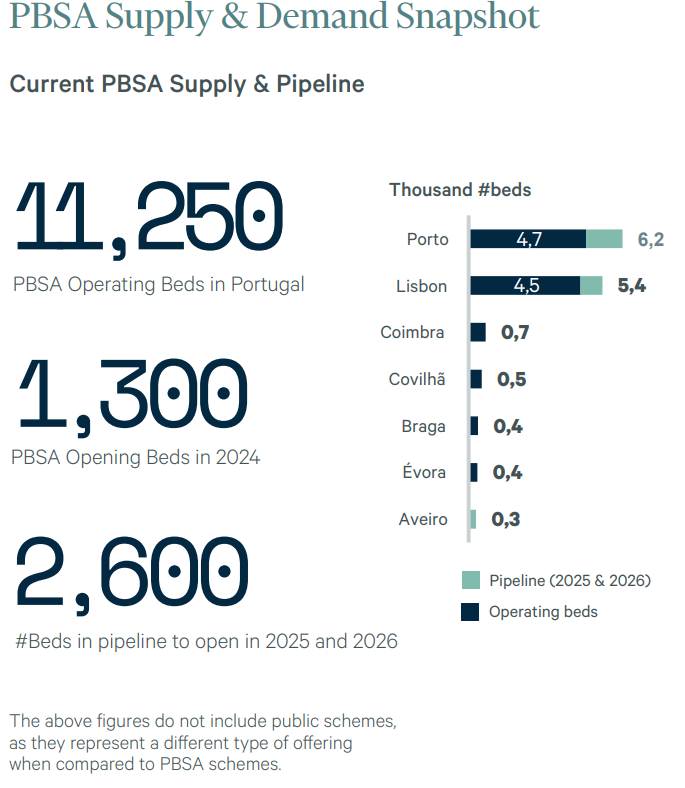 PBSA Supply & Demand Snapshot
Current PBSA Supply & Pipeline
11,250
PBSA Operating Beds in Portugal
1,300
PBSA Opening Beds in 2024
2,600
#Beds in pipeline to open in 2025 and 2026
Thousand #beds
Porto 4,7 6,2
Lisbon 4,5 5,4
Coimbra 0,7
Covilhã 0,5
Braga 0,4
Évora 0,4
Aveiro 0,3
Pipeline (2025 & 2026)
Operating beds
The above figures do not include public schemes,
as they represent a different type of offering
when compared to PBSA schemes.